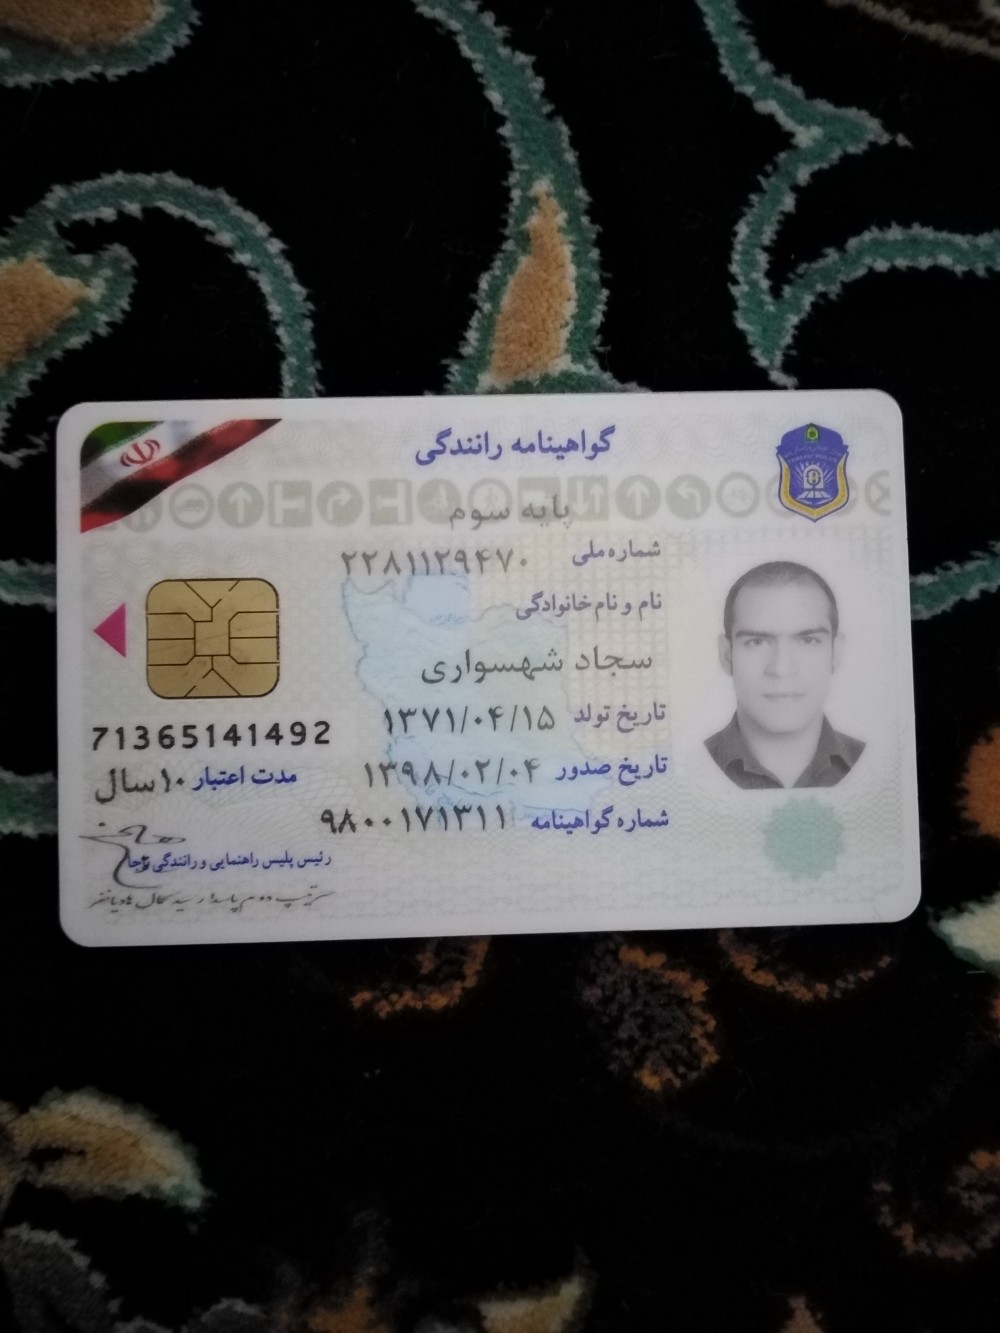 گواهینامه رانندگی
پایه سوم
شماره ملی ۲۲۸۱۱۲۹۴۷۰
نام و نام خانوادگی
سجاد شهسواری
تاریخ تولد ۱۳۷۱/۰۴/۱۵
تاریخ صدور ۱۳۹۸/۰۲/۰۴
شماره گواهینامه ۹۸۰۰۱۷۱۳۱۱
71365141492
مدت اعتبار ۱۰ سال
رئیس پلیس راهنمایی و رانندگی ناجا
سرتیپ دوم پاسدار سید کمال هادیانفر